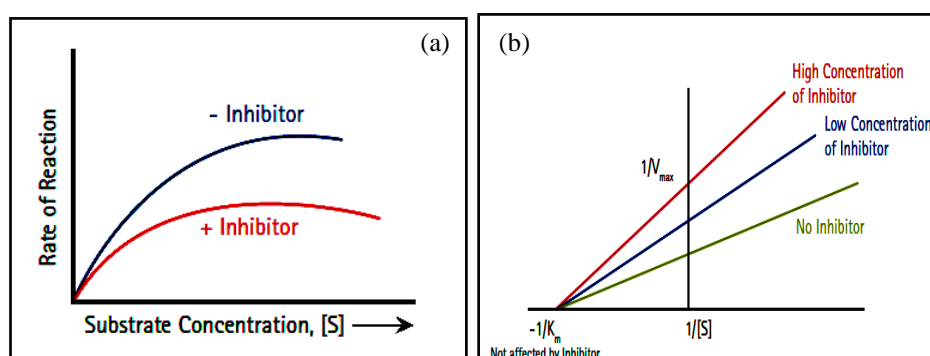 (a)
- Inhibitor
+ Inhibitor
Rate of Reaction
Substrate Concentration, [S]
(b)
High Concentration
of Inhibitor
Low Concentration
of Inhibitor
1/Vmax
No Inhibitor
-1/Km
1/[S]
Not affected by Inhibitor